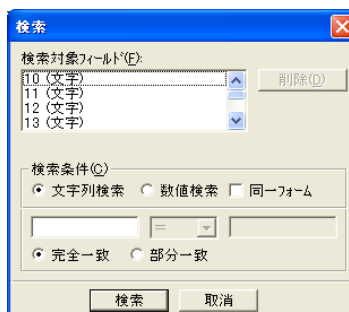 検索
検索対象フィールド(F):
10 (文字)
11 (文字)
12 (文字)
13 (文字)
削除(D)
検索条件(C)
文字列検索 数値検索 同一フォーム
=
完全一致 部分一致
検索 取消